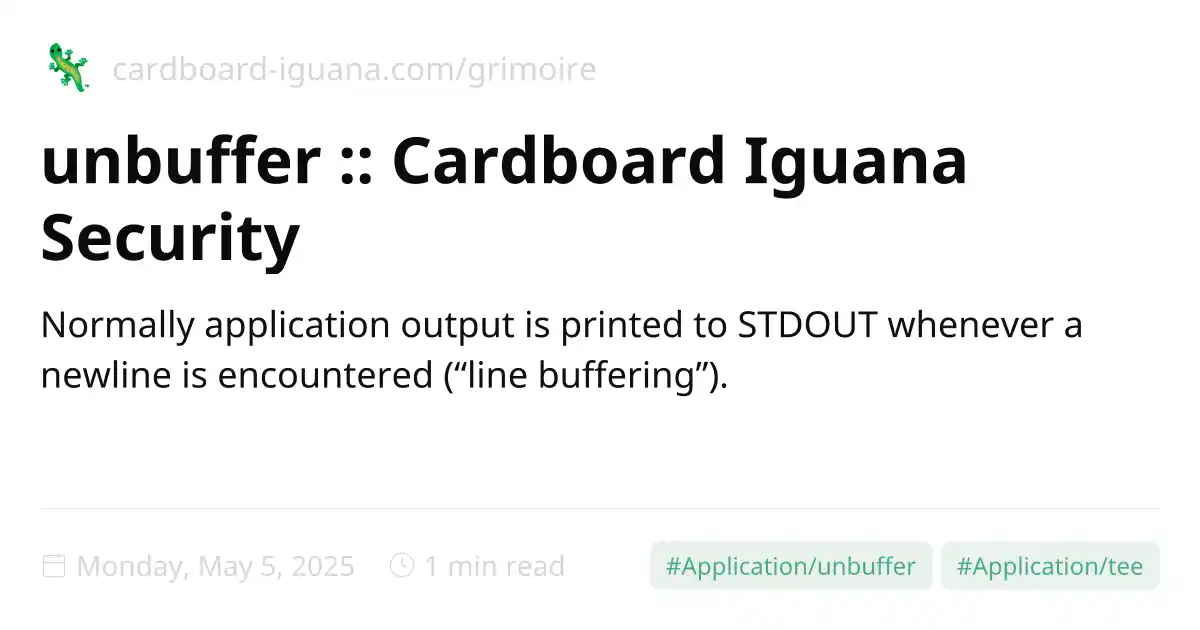 cardboard-iguana.com/grimoire
unbuffer :: Cardboard Iguana
Security
Normally application output is printed to STDOUT whenever a
newline is encountered (“line buffering”).
Monday, May 5, 2025 1 min read #Application/unbuffer #Application/tee